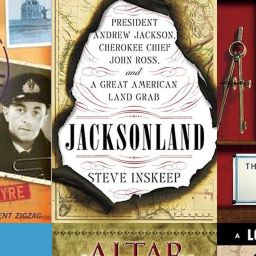 PRESIDENT
ANDREW JACKSON,
CHEROKEE CHIEF
JOHN ROSS,
and
A GREAT AMERICAN
LAND GRAB
JACKSONLAND
STEVE INSKEEP
YRE
ENT ZIGZAG
TH
A L
ALTAR